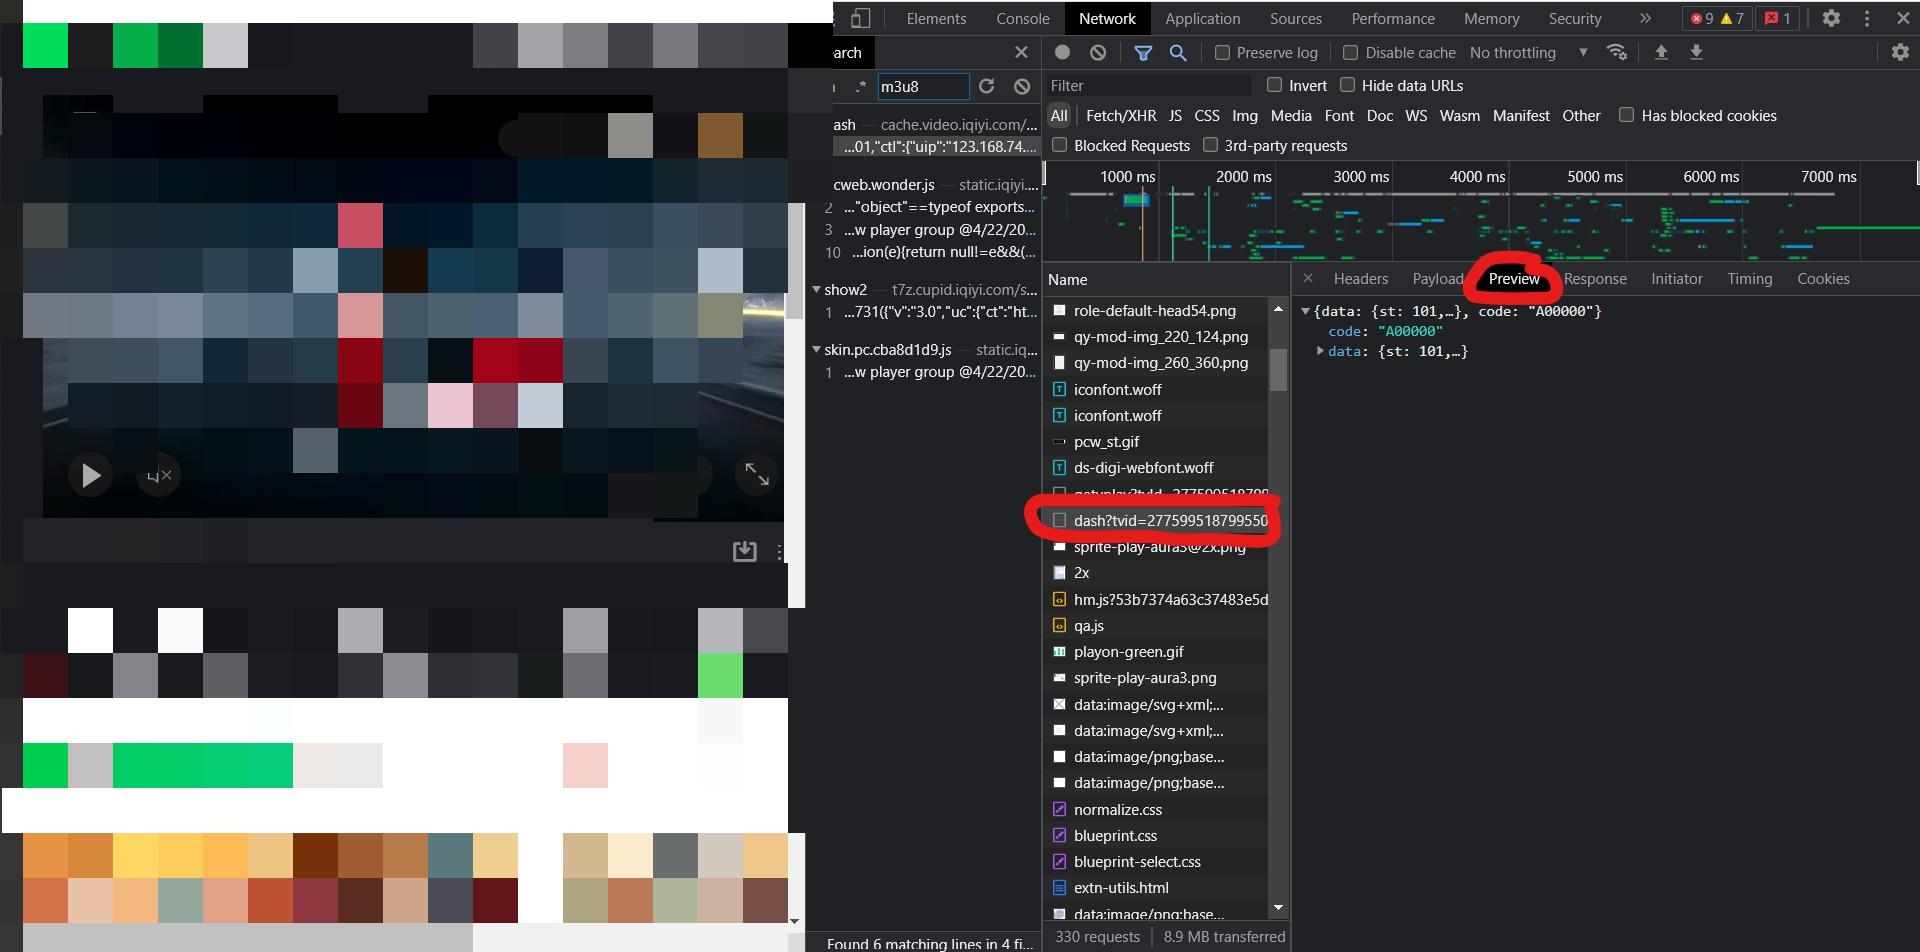 Elements Console Network Application Sources Performance Memory Security » 9 7 1
arch
Preserve log Disable cache No throttling
.* m3u8
Filter Invert Hide data URLs
All Fetch/XHR JS CSS Img Media Font Doc WS Wasm Manifest Other Has blocked cookies
Blocked Requests 3rd-party requests
1000 ms 2000 ms 3000 ms 4000 ms 5000 ms 6000 ms 7000 ms
ash — cache.video.iqiyi.com/...
...01,"ctl":{"uip":"123.168.74....
cweb.wonder.js — static.iqiyi....
2 ..."object"==typeof exports...
3 ...w player group @4/22/20...
10 ...ion(e){return null!=e&&(...
show2 — t7z.cupid.iqiyi.com/s...
1 ...731({"v":"3.0","uc":{"ct":"ht...
skin.pc.cba8d1d9.js — static.iq...
1 ...w player group @4/22/20...
Found 6 matching lines in 4 fi...
Name
role-default-head54.png
qy-mod-img_220_124.png
qy-mod-img_260_360.png
iconfont.woff
iconfont.woff
pcw_st.gif
ds-digi-webfont.woff
dash?tvid=277599518799550
sprite-play-aura3@2x.png
2x
hm.js?53b7374a63c37483e5d
qa.js
playon-green.gif
sprite-play-aura3.png
data:image/svg+xml;...
data:image/svg+xml;...
data:image/png;base...
data:image/png;base...
normalize.css
blueprint.css
blueprint-select.css
extn-utils.html
data:image/png;base...
330 requests 8.9 MB transferred
Headers Payload Preview Response Initiator Timing Cookies
{data: {st: 101,…}, code: "A00000"}
code: "A00000"
data: {st: 101,…}